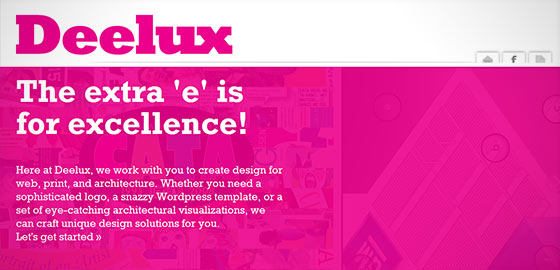 Deelux
f
The extra 'e' is
for excellence!
Here at Deelux, we work with you to create design for
web, print, and architecture. Whether you need a
sophisticated logo, a snazzy Wordpress template, or a
set of eye-catching architectural visualizations, we
can craft unique design solutions for you.
Let's get started »